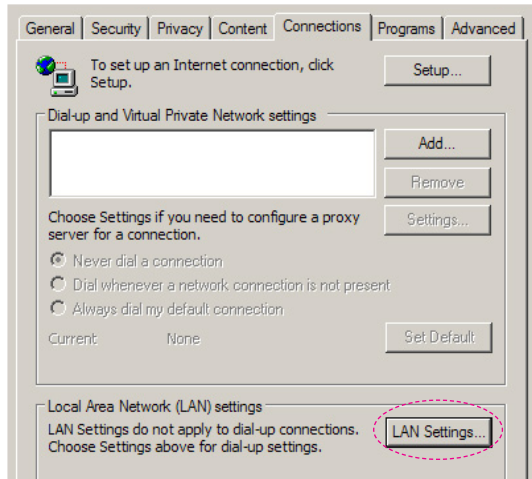 General Security Privacy Content Connections Programs Advanced
To set up an Internet connection, click
Setup.
Setup...
Dial-up and Virtual Private Network settings
Add...
Remove
Choose Settings if you need to configure a proxy
server for a connection.
Settings...
Never dial a connection
Dial whenever a network connection is not present
Always dial my default connection
Current None
Set Default
Local Area Network (LAN) settings
LAN Settings do not apply to dial-up connections.
Choose Settings above for dial-up settings.
LAN Settings...